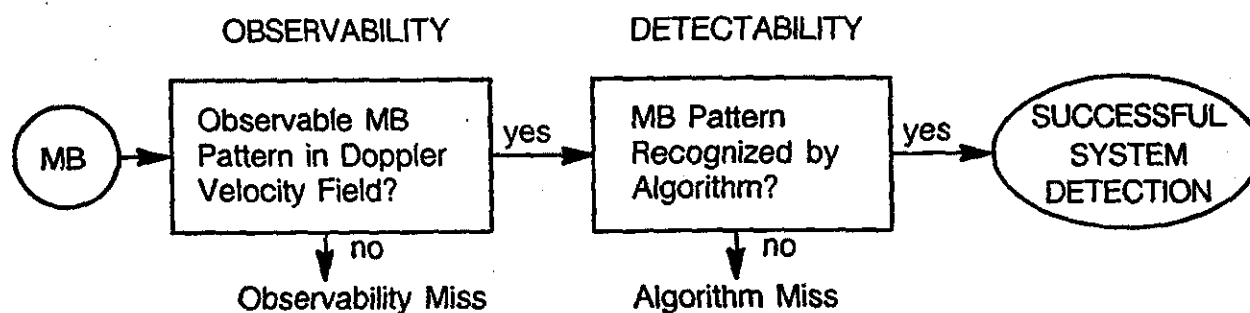 OBSERVABILITY
DETECTABILITY
MB
Observable MB
Pattern in Doppler
Velocity Field?
yes
MB Pattern
Recognized by
Algorithm?
yes
SUCCESSFUL
SYSTEM
DETECTION
no
Observability Miss
no
Algorithm Miss